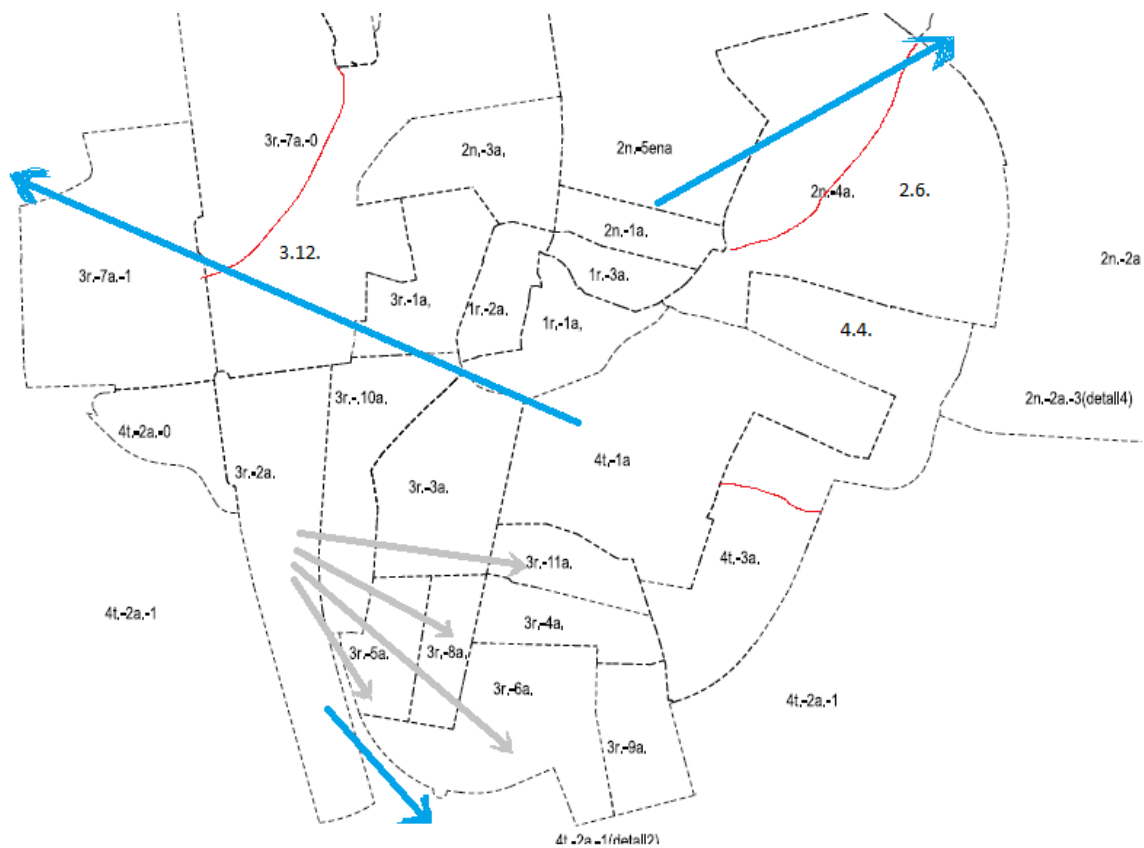 3r.-7a.-0
2n,-3a,
2n.-5ena
2n.-4a.
2.6.
2n.-1a.
3.12.
3r.-7a.-1
1r.-3a.
2n.-2a
3r.-1a,
1r.-2a.
1r.-1a,
4.4.
3r.-.10a.
2n.-2a.-3(detall4)
4t.-2a.-0
4t,-1a
3r.-2a.
3r.-3a.
3r.-11a.
4t.-3a.
4t.-2a.-1
3r,-4a.
3r.-5a.
3r,-8a,
3r.-6a.
4t.-2a.-1
3r.-9a.
4t.-2a.-1(detall2)